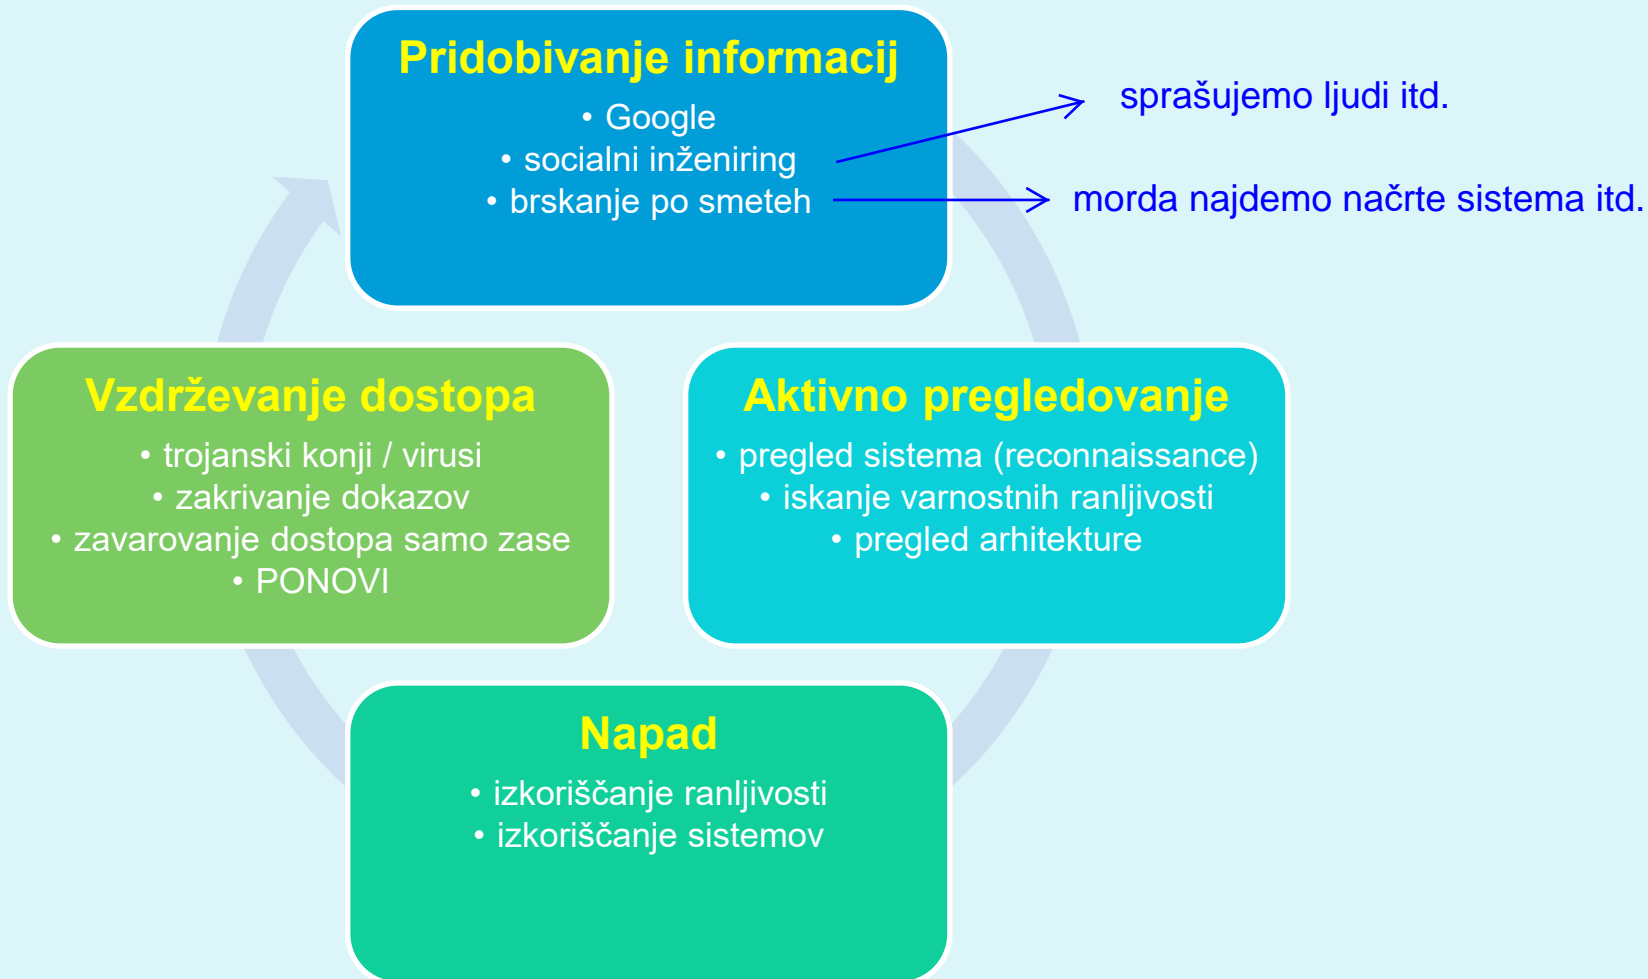 Pridobivanje informacij
• Google
• socialni inženiring
• brskanje po smeteh
sprašujemo ljudi itd.
morda najdemo načrte sistema itd.
Vzdrževanje dostopa
• trojanski konji / virusi
• zakrivanje dokazov
• zavarovanje dostopa samo zase
• PONOVI
Aktivno pregledovanje
• pregled sistema (reconnaissance)
• iskanje varnostnih ranljivosti
• pregled arhitekture
Napad
• izkoriščanje ranljivosti
• izkoriščanje sistemov